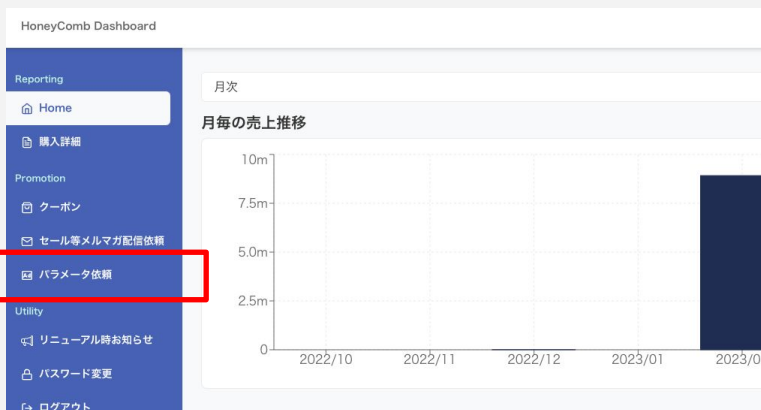 HoneyComb Dashboard
Reporting
Home
購入詳細
Promotion
クーポン
セール等メルマガ配信依頼
Ad パラメータ依頼
Utility
リニューアル時お知らせ
パスワード変更
ログアウト
月次
月毎の売上推移
10m
7.5m
5.0m
2.5m
0
2022/10
2022/11
2022/12
2023/01
2023/0